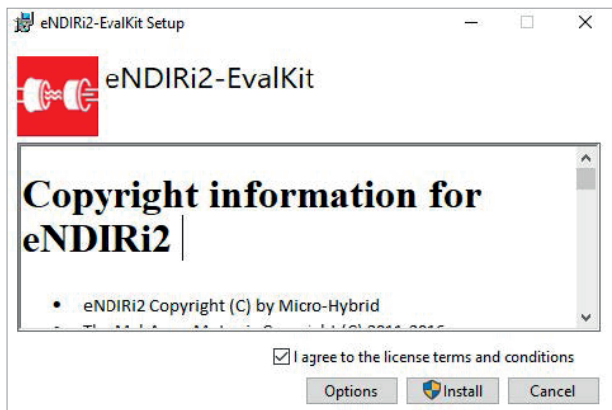 eNDIRi2-EvalKit Setup
eNDIRi2-EvalKit
Copyright information for
eNDIRi2
• eNDIRi2 Copyright (C) by Micro-Hybrid
I agree to the license terms and conditions
Options Install Cancel